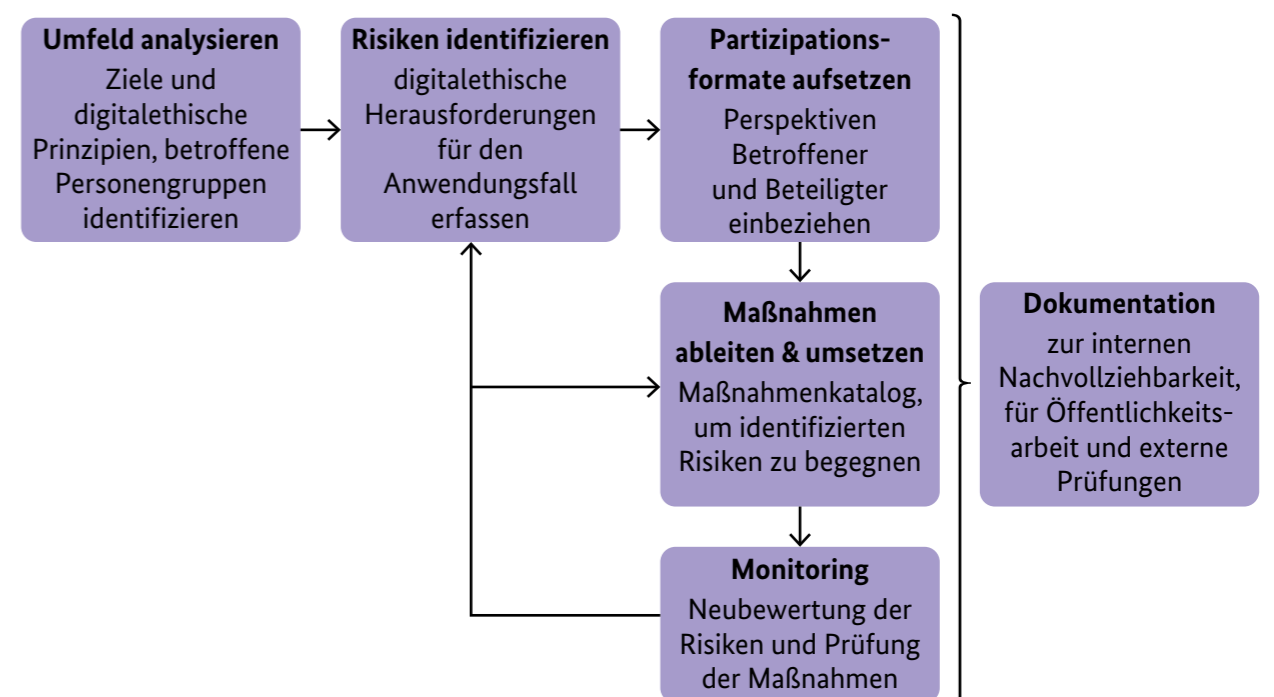 Umfeld analysieren
Ziele und
digitalethische
Prinzipien, betroffene
Personengruppen
identifizieren
Risiken identifizieren
digitalethische
Herausforderungen
für den
Anwendungsfall
erfassen
Partizipations-
formate aufsetzen
Perspektiven
Betroffener
und Beteiligter
einbeziehen
Maßnahmen
ableiten & umsetzen
Maßnahmenkatalog,
um identifizierten
Risiken zu begegnen
Monitoring
Neubewertung der
Risiken und Prüfung
der Maßnahmen
Dokumentation
zur internen
Nachvollziehbarkeit,
für Öffentlichkeits-
arbeit und externe
Prüfungen